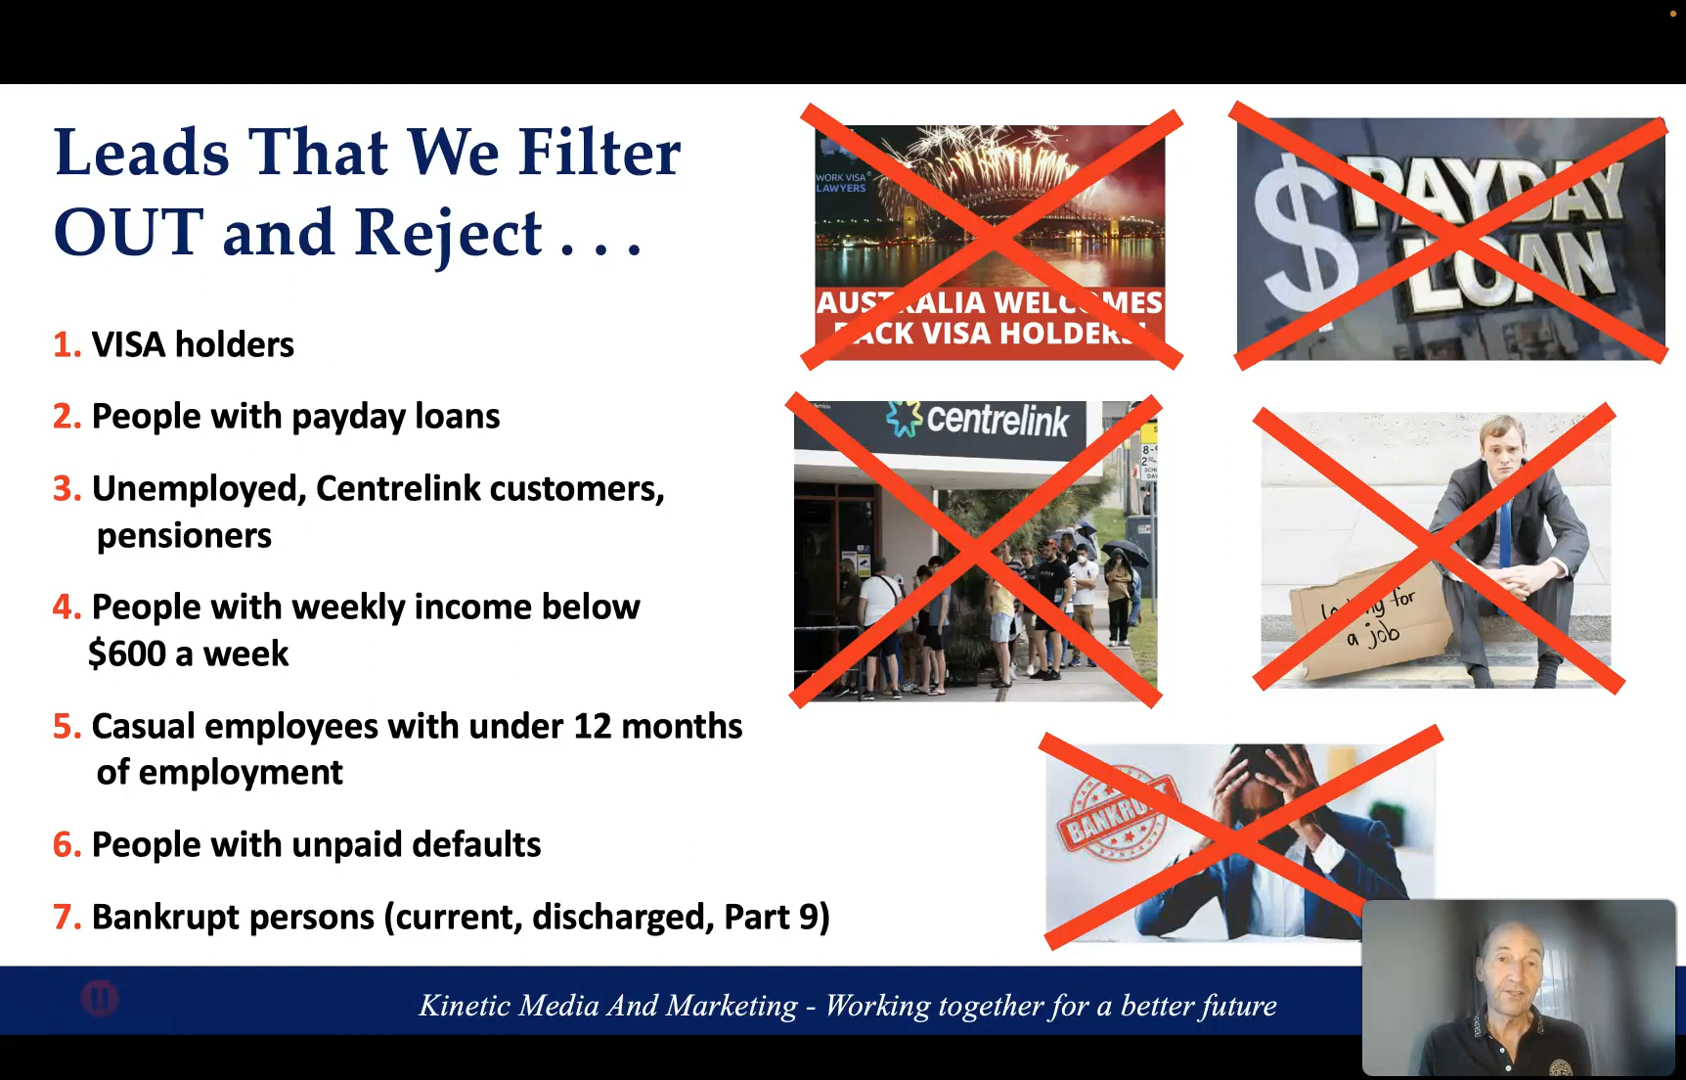 Leads That We Filter
OUT and Reject . . .
1. VISA holders
2. People with payday loans
3. Unemployed, Centrelink customers,
pensioners
4. People with weekly income below
$600 a week
5. Casual employees with under 12 months
of employment
6. People with unpaid defaults
7. Bankrupt persons (current, discharged, Part 9)
WORK VISA
LAWYERS
AUSTRALIA WELCOMES
BACK VISA HOLDERS!
$ PAYDAY
LOAN
centrelink
Looking for
a job
BANKRUPT
Kinetic Media And Marketing - Working together for a better future